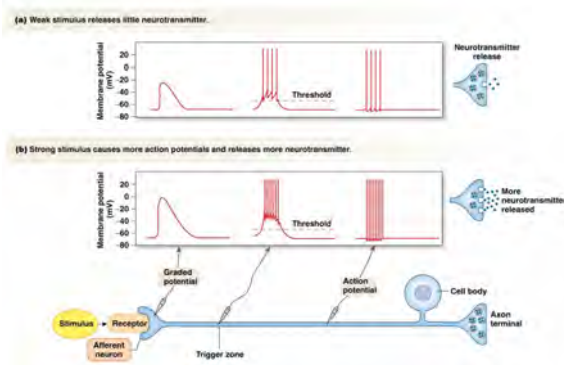 (a) Weak stimulus releases little neurotransmitter.
Membrane potential
(mV)
20
0
−20
−40
−60
−80
Threshold
Neurotransmitter
release
(b) Strong stimulus causes more action potentials and releases more neurotransmitter.
Membrane potential
(mV)
20
0
−20
−40
−60
−80
Threshold
More
neurotransmitter
released
Graded
potential
Action
potential
Cell body
Stimulus
Receptor
Axon
terminal
Afferent
neuron
Trigger zone